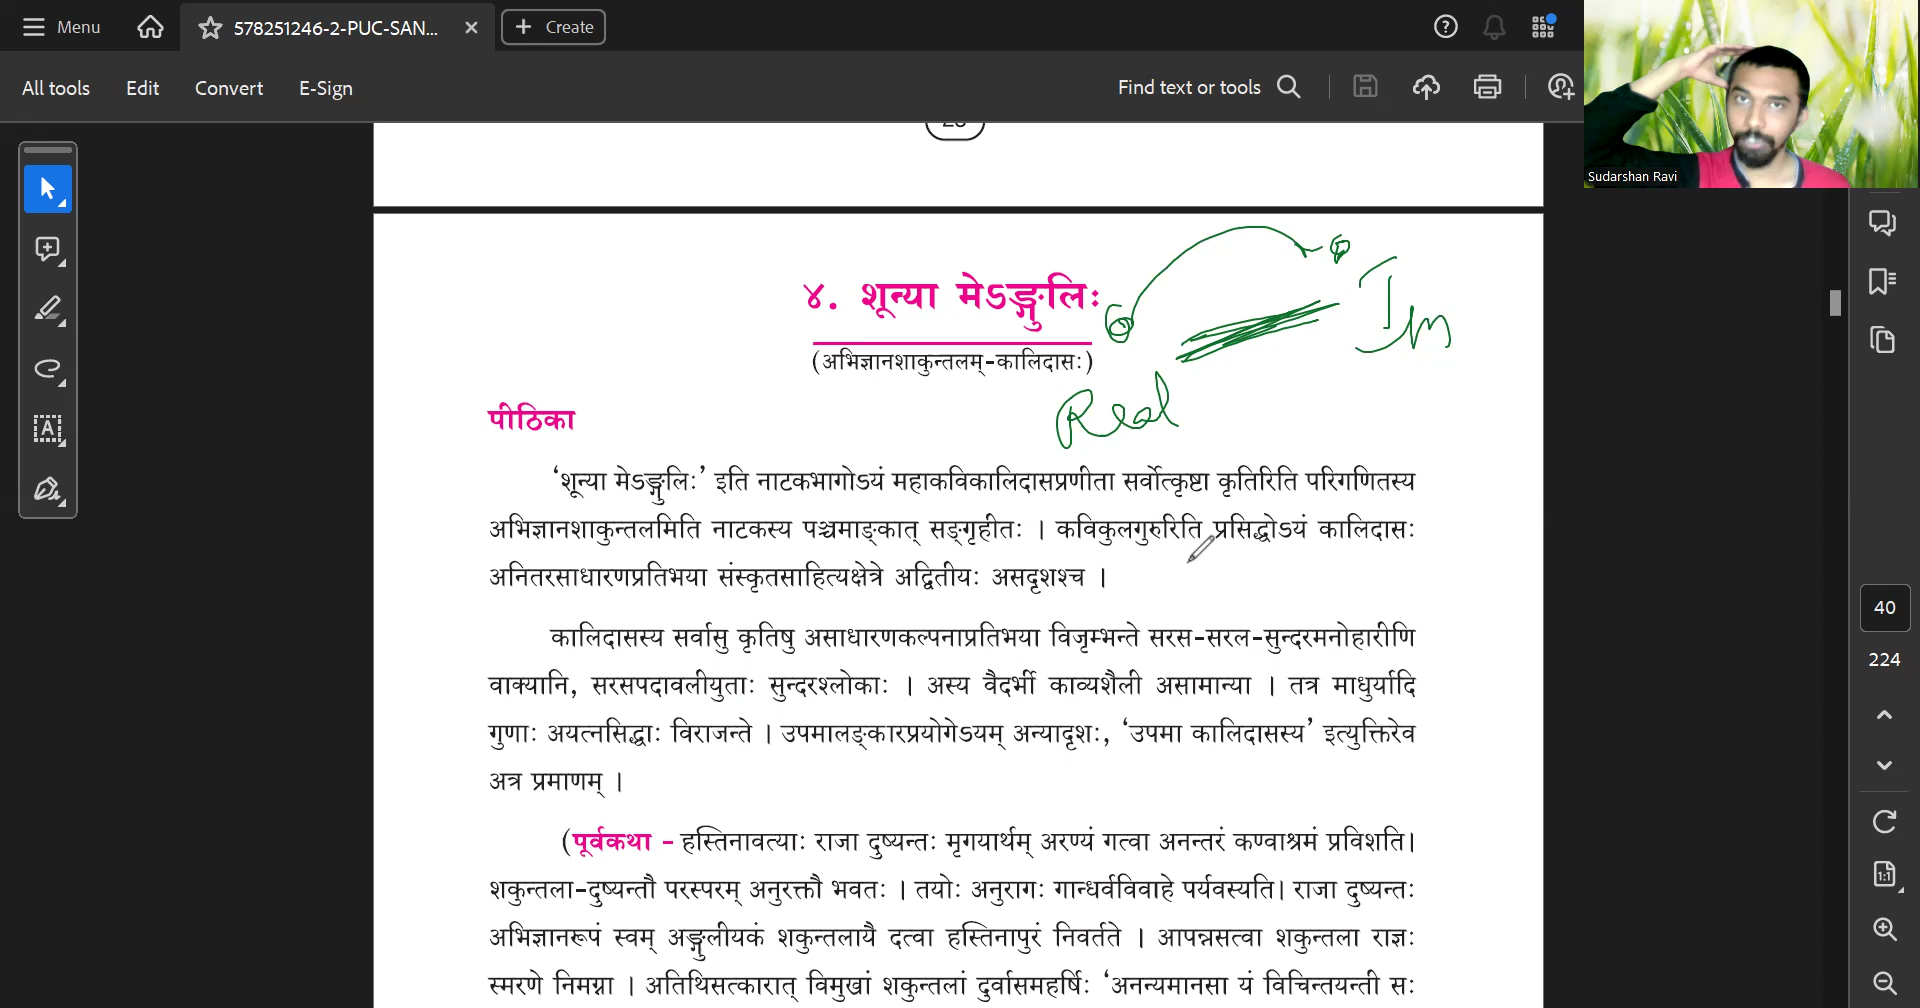 Menu
578251246-2-PUC-SAN...
Create
All tools
Edit
Convert
E-Sign
Find text or tools
Sudarshan Ravi
४. शून्या मेऽङ्गुलिः
(अभिज्ञानशाकुन्तलम्-कालिदासः)
Im
Real
पीठिका
‘शून्या मेऽङ्गुलिः’ इति नाटकभागोऽयं महाकविकालिदासप्रणीता सर्वोत्कृष्टा कृतिरिति परिगणितस्य
अभिज्ञानशाकुन्तलमिति नाटकस्य पञ्चमाङ्कात् सङ्गृहीतः । कविकुलगुरुरिति प्रसिद्धोऽयं कालिदासः
अनितरसाधारणप्रतिभया संस्कृतसाहित्यक्षेत्रे अद्वितीयः असदृशश्च ।
कालिदासस्य सर्वासु कृतिषु असाधारणकल्पनाप्रतिभया विजृम्भन्ते सरस-सरल-सुन्दरमनोहारीणि
वाक्यानि, सरसपदावलीयुताः सुन्दरश्लोकाः । अस्य वैदर्भी काव्यशैली असामान्या । तत्र माधुर्यादि
गुणाः अयत्नसिद्धाः विराजन्ते । उपमालङ्कारप्रयोगेऽयम् अन्यादृशः, ‘उपमा कालिदासस्य’ इत्युक्तिरेव
अत्र प्रमाणम् ।
(पूर्वकथा - हस्तिनावत्याः राजा दुष्यन्तः मृगयार्थम् अरण्यं गत्वा अनन्तरं कण्वाश्रमं प्रविशति।
शकुन्तला-दुष्यन्तौ परस्परम् अनुरक्तौ भवतः । तयोः अनुरागः गान्धर्वविवाहे पर्यवस्यति। राजा दुष्यन्तः
अभिज्ञानरूपं स्वम् अङ्गुलीयकं शकुन्तलायै दत्वा हस्तिनापुरं निवर्तते । आपन्नसत्वा शकुन्तला राज्ञः
स्मरणे निमग्ना । अतिथिसत्कारात् विमुखां शकुन्तलां दुर्वासमहर्षिः ‘अनन्यमानसा यं विचिन्तयन्ती सः
40
224
1:1